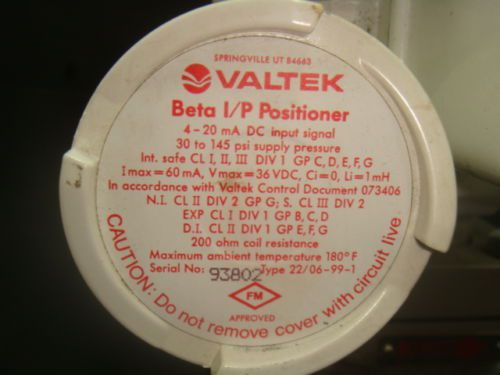 SPRINGVILLE UT 84663
VALTEK
Beta I/P Positioner
4-20 mA DC input signal
30 to 145 psi supply pressure
Int. safe CL I, II, III DIV 1 GP C, D, E, F, G
I max=60 mA, V max=36 VDC, Ci=0, Li=1mH
In accordance with Valtek Control Document 073406
N.I. CL II DIV 2 GP G; S. CL III DIV 2
EXP CL I DIV 1 GP B, C, D
D.I. CL II DIV 1 GP E, F, G
200 ohm coil resistance
Maximum ambient temperature 180°F
Serial No: 93802 Type 22/06-99-1
FM
APPROVED
CAUTION: Do not remove cover with circuit live